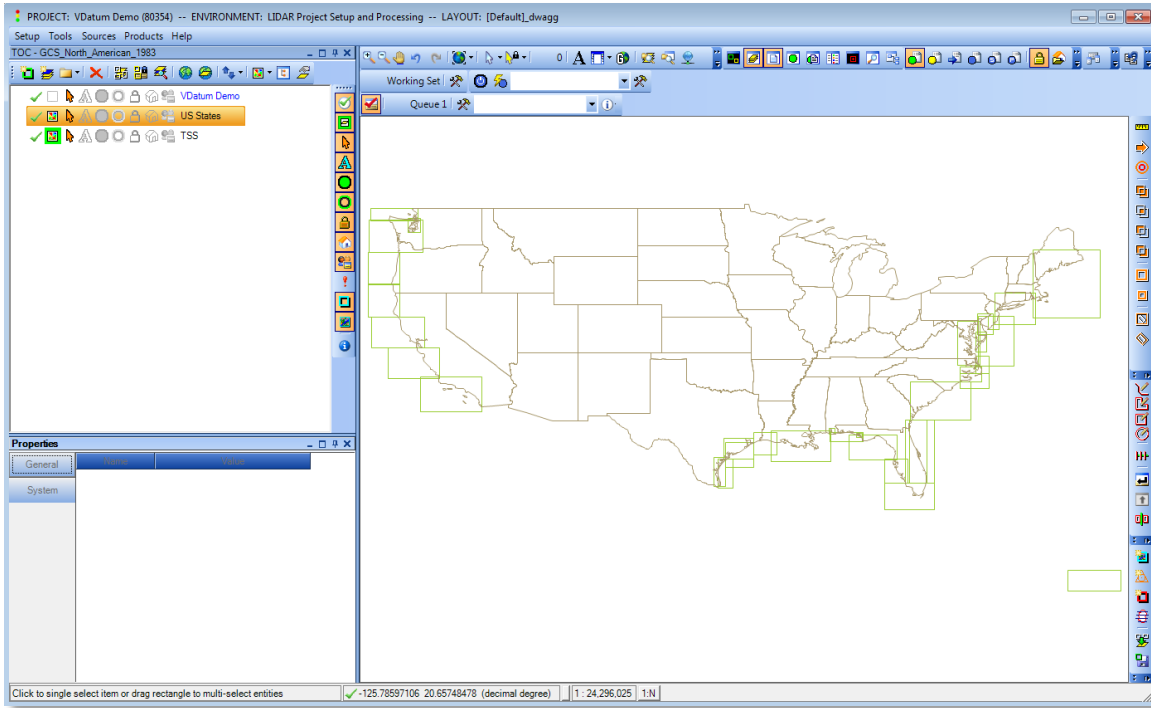 PROJECT: VDatum Demo (80354) -- ENVIRONMENT: LIDAR Project Setup and Processing -- LAYOUT: [Default]_dwagg
Setup Tools Sources Products Help
TOC - GCS_North_American_1983
0
Working Set
Queue 1
VDatum Demo
US States
TSS
Properties
General
Name
Value
System
Click to single select item or drag rectangle to multi-select entities
-125.78597106 20.65748478 (decimal degree)
1 : 24,296,025
1:N